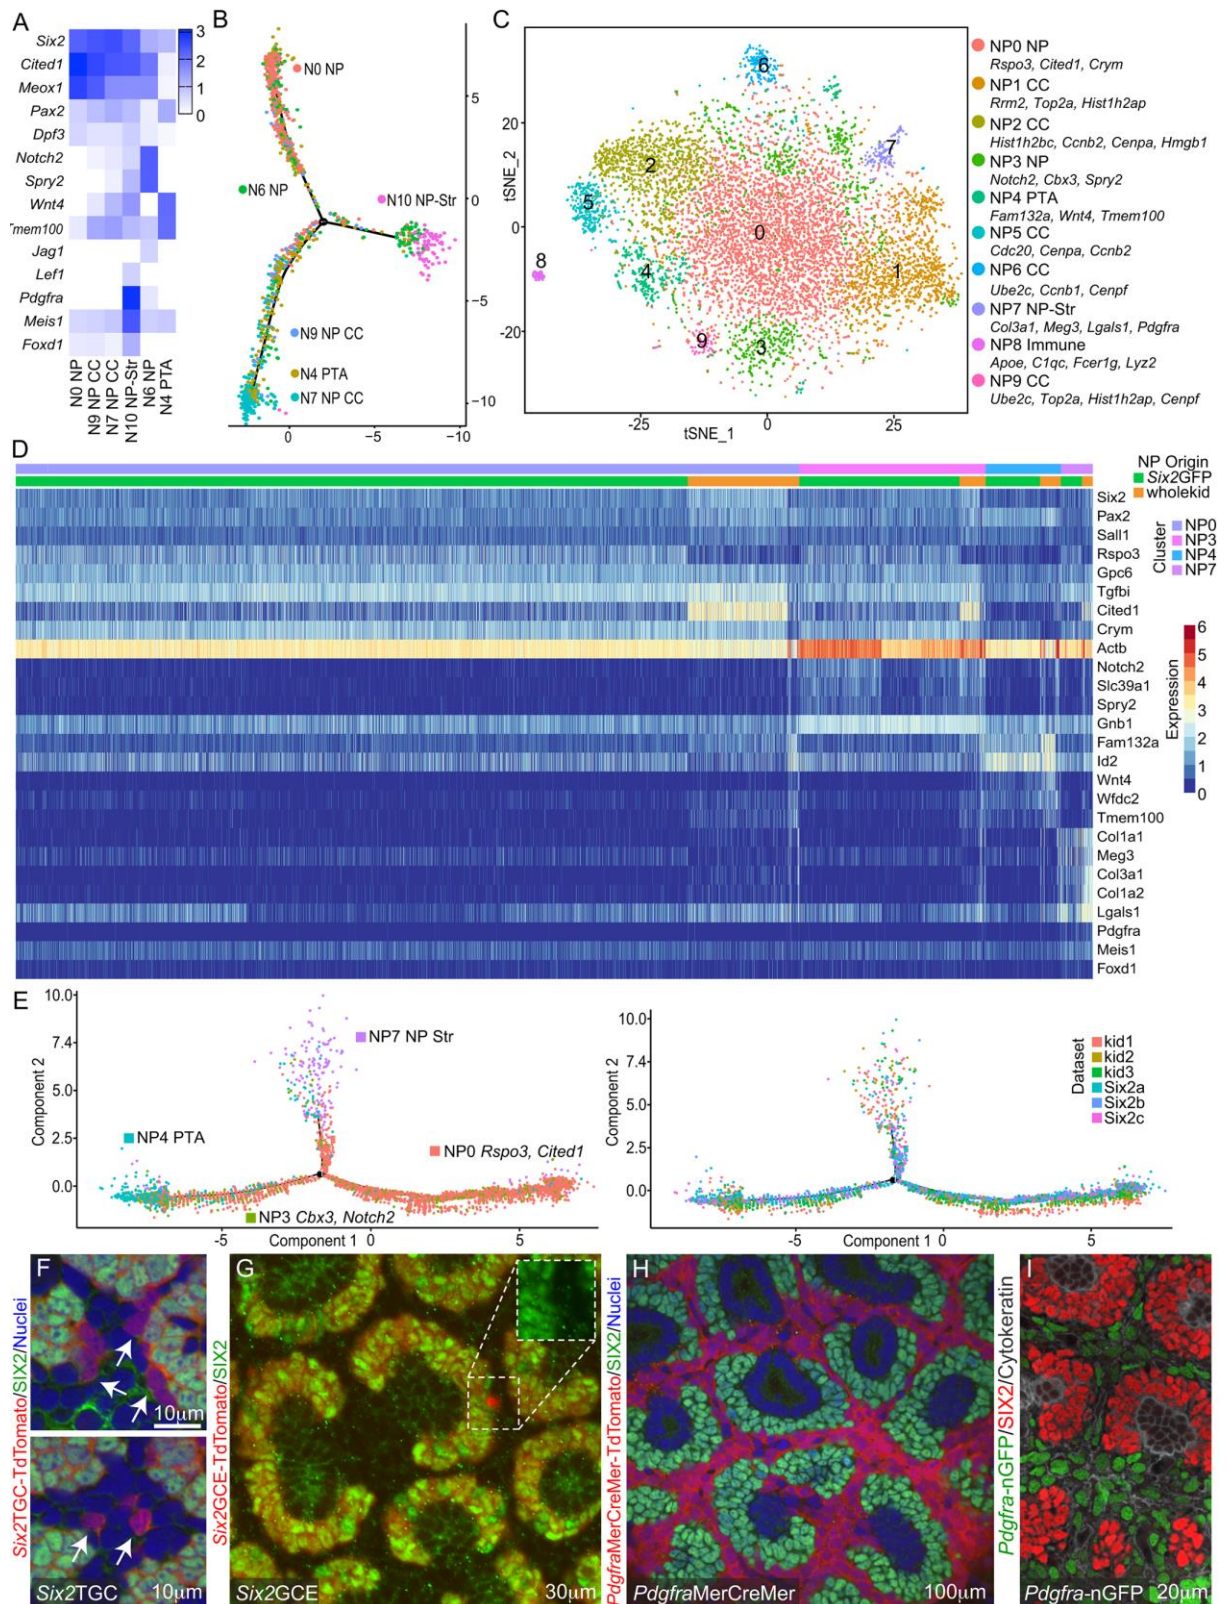 A
Six2
Cited1
Meox1
Pax2
Dpf3
Notch2
Spry2
Wnt4
Tmem100
Jag1
Lef1
Pdgfra
Meis1
Foxd1
3
2
1
0
N0 NP
N9 NP CC
N7 NP CC
N10 NP-Str
N6 NP
N4 PTA
B
N0 NP
N6 NP
N10 NP-Str
N9 NP CC
N4 PTA
N7 NP CC
5
0
−5
−10
0
−5
−10
C
tSNE_2
20
0
-20
-25
0
25
tSNE_1
6
7
2
5
0
8
4
1
9
3
NP0 NP
Rspo3, Cited1, Crym
NP1 CC
Rrm2, Top2a, Hist1h2ap
NP2 CC
Hist1h2bc, Ccnb2, Cenpa, Hmgb1
NP3 NP
Notch2, Cbx3, Spry2
NP4 PTA
Fam132a, Wnt4, Tmem100
NP5 CC
Cdc20, Cenpa, Ccnb2
NP6 CC
Ube2c, Ccnb1, Cenpf
NP7 NP-Str
Col3a1, Meg3, Lgals1, Pdgfra
NP8 Immune
Apoe, C1qc, Fcer1g, Lyz2
NP9 CC
Ube2c, Top2a, Hist1h2ap, Cenpf
D
Six2
Pax2
Sall1
Rspo3
Gpc6
Tgfbi
Cited1
Crym
Actb
Notch2
Slc39a1
Spry2
Gnb1
Fam132a
Id2
Wnt4
Wfdc2
Tmem100
Col1a1
Meg3
Col3a1
Col1a2
Lgals1
Pdgfra
Meis1
Foxd1
NP Origin
Six2GFP
wholekid
Cluster
NP0
NP3
NP4
NP7
Expression
6
5
4
3
2
1
0
E
Component 2
10.0
7.4
5.0
2.5
0.0
NP7 NP Str
NP4 PTA
NP0 Rspo3, Cited1
NP3 Cbx3, Notch2
-5
Component 1
0
5
Component 2
10.0
7.4
5.0
2.5
0.0
Dataset
kid1
kid2
kid3
Six2a
Six2b
Six2c
-5
Component 1
0
5
F
Six2TGC-TdTomato/SIX2/Nuclei
10μm
Six2TGC
10μm
G
Six2GCE-TdTomato/SIX2
Six2GCE
30μm
H
PdgfraMerCreMer-TdTomato/SIX2/Nuclei
PdgfraMerCreMer
100μm
I
Pdgfra-nGFP/SIX2/Cytokeratin
Pdgfra-nGFP
20μm